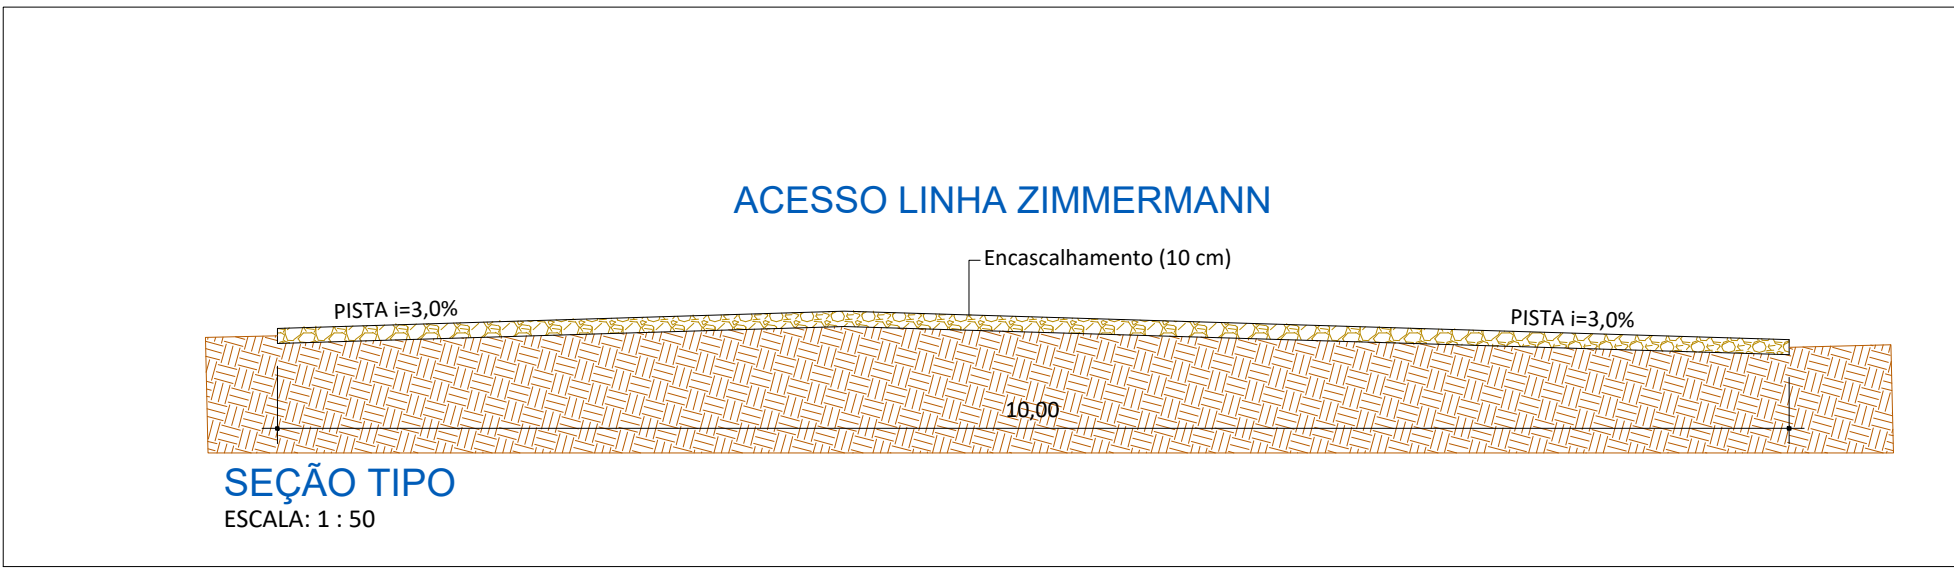 ACESSO LINHA ZIMMERMANN
Encascalhamento (10 cm)
PISTA i=3,0%
PISTA i=3,0%
10,00
SEÇÃO TIPO
ESCALA: 1 : 50